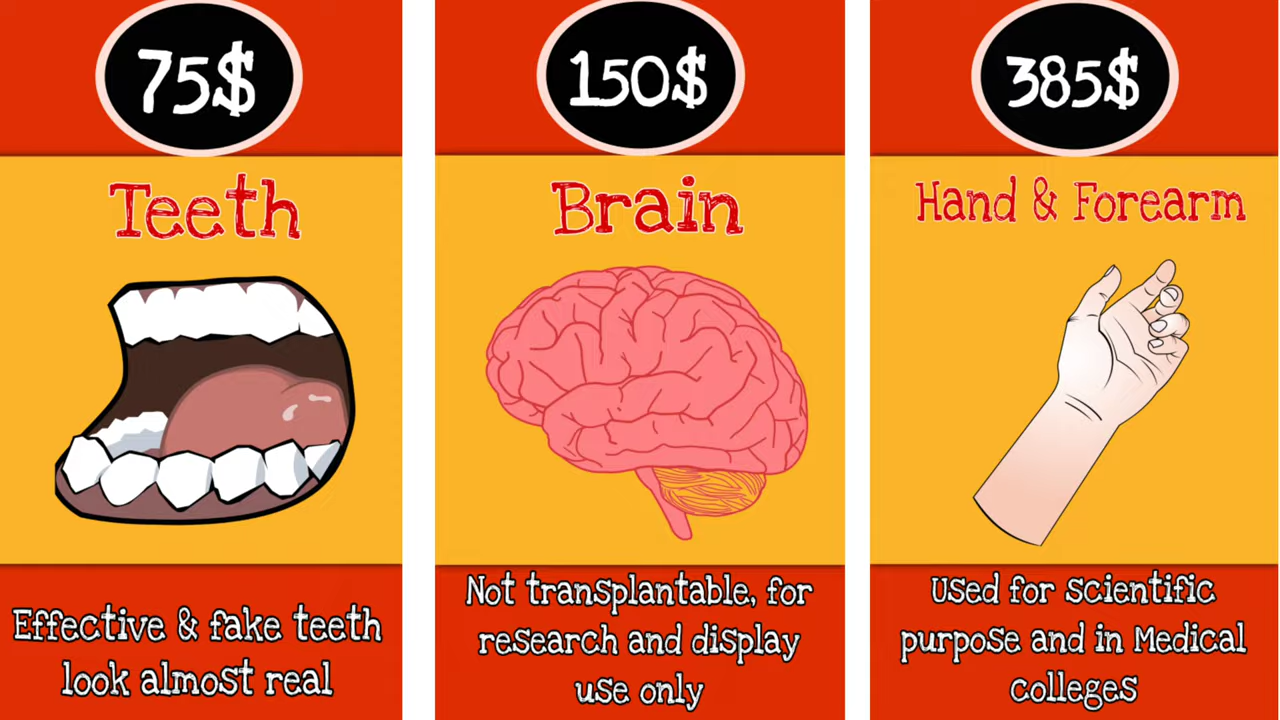 75$
Teeth
Effective & fake teeth
look almost real
150$
Brain
Not transplantable, for
research and display
use only
385$
Hand & Forearm
Used for scientific
purpose and in Medical
colleges